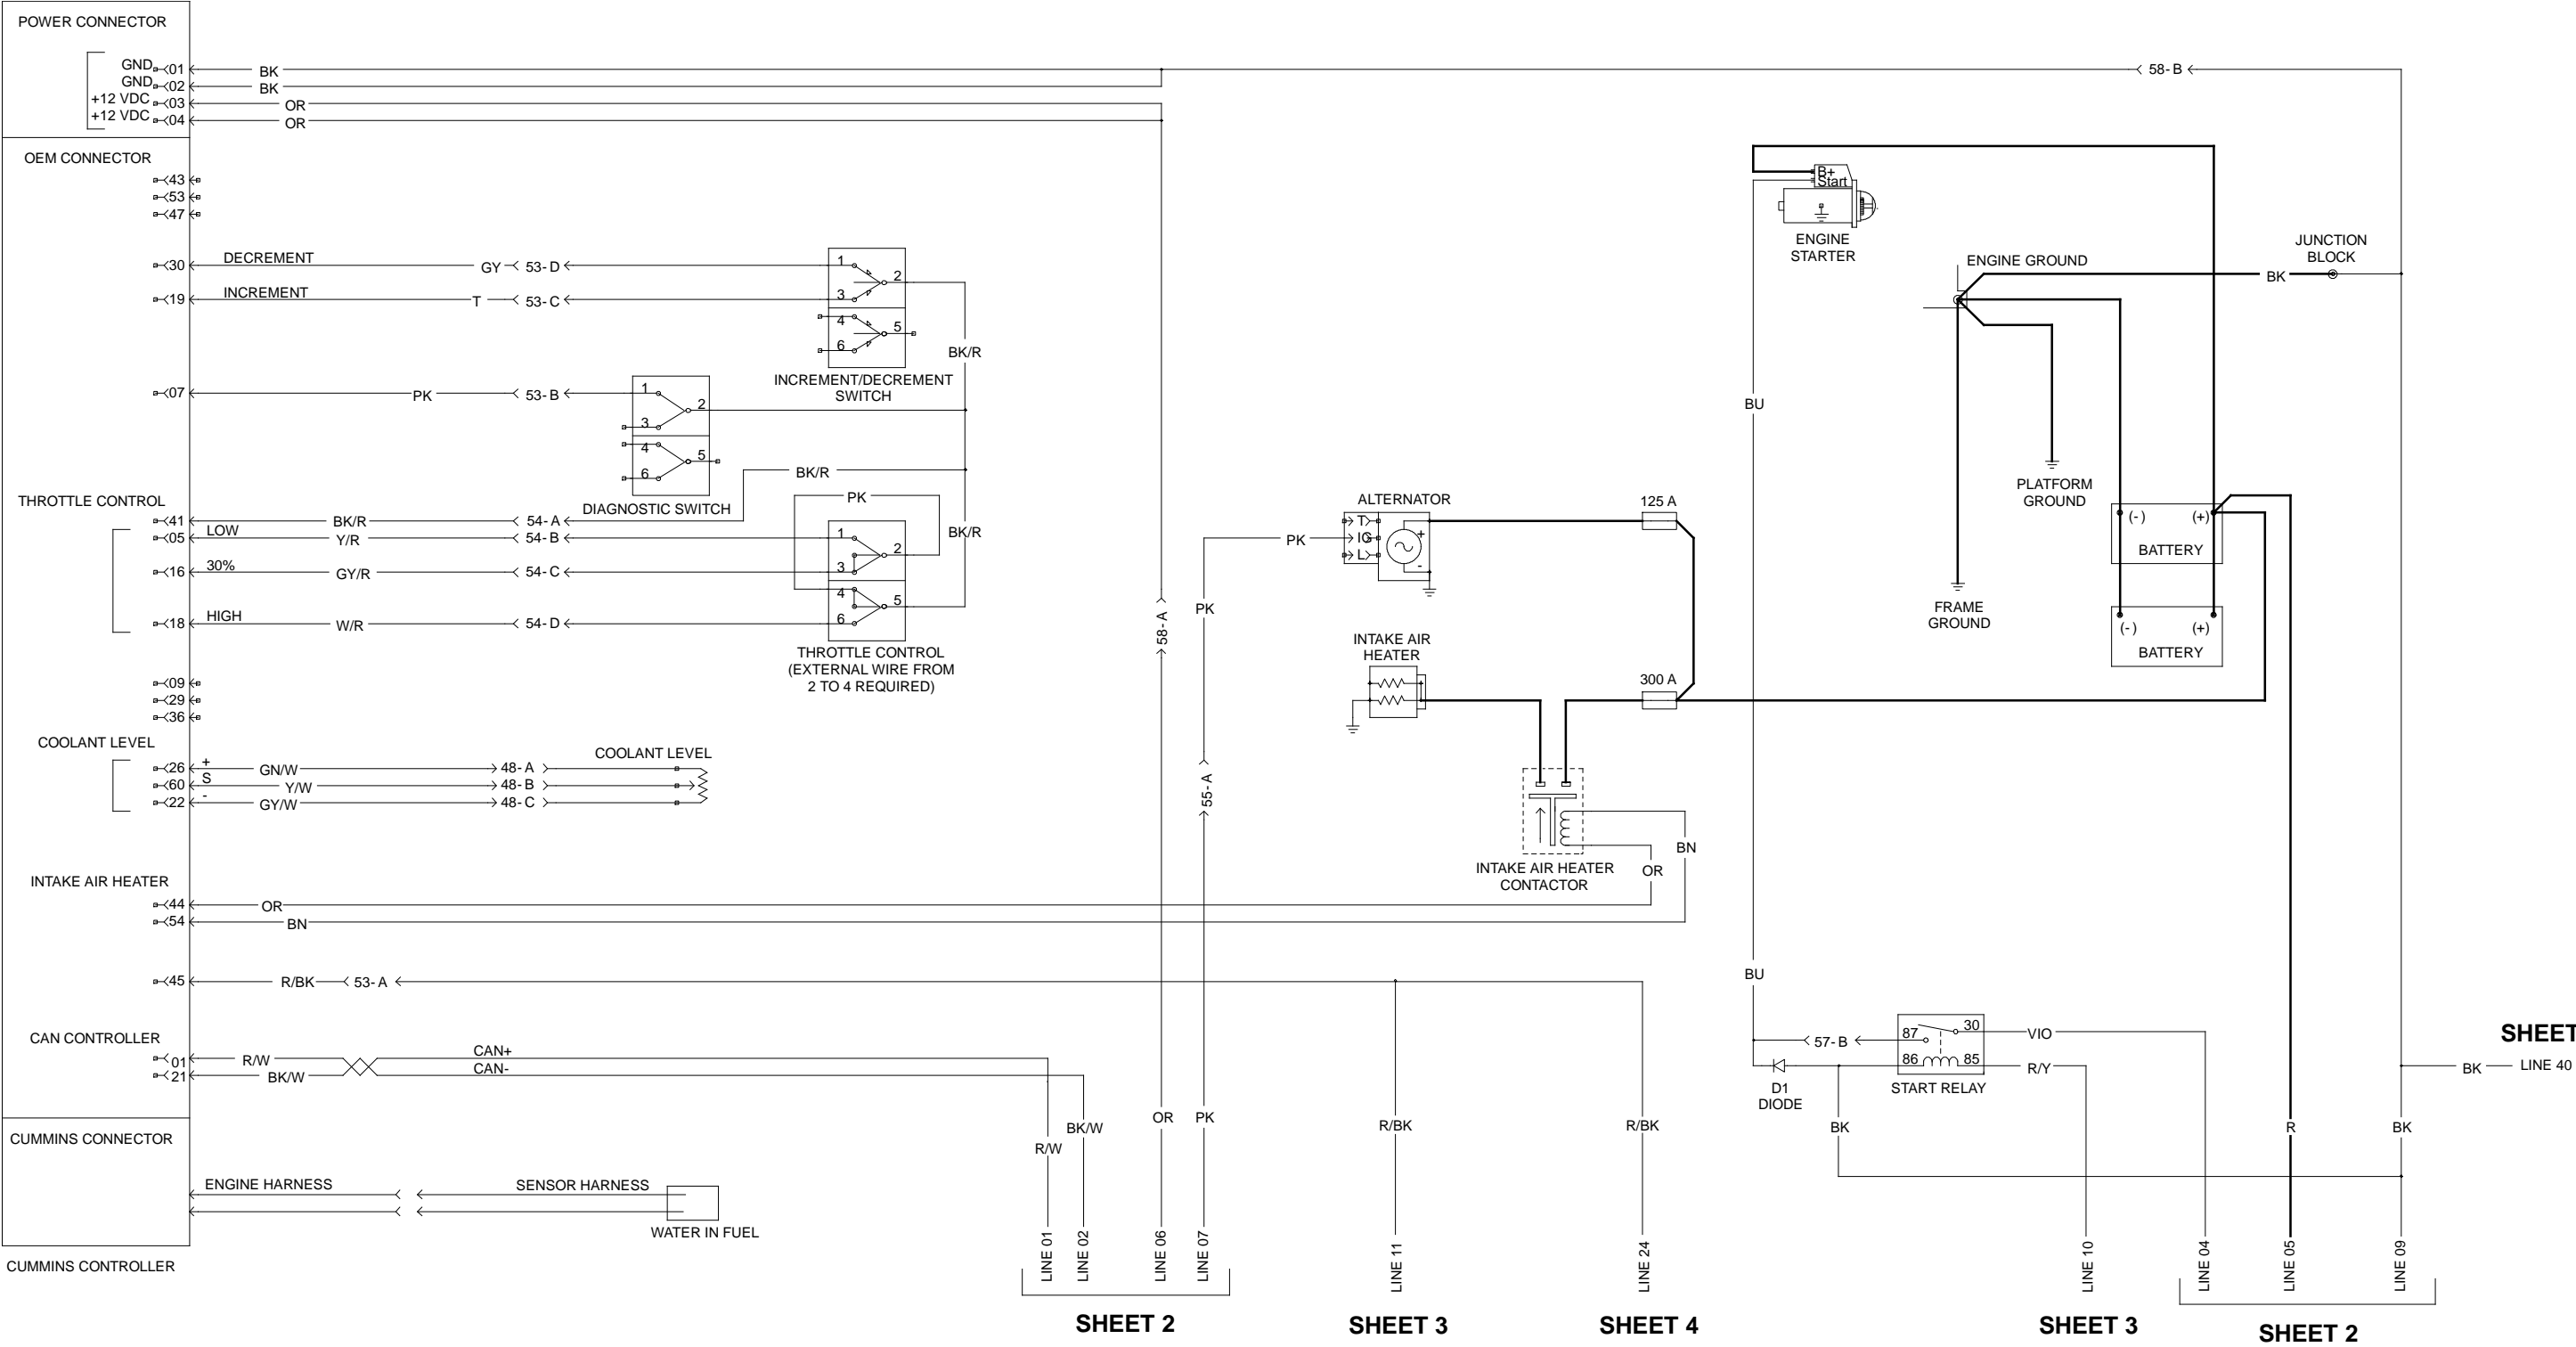 POWER CONNECTOR
GND 01 BK
GND 02 BK
+12 VDC 03 OR
+12 VDC 04 OR
58-B
OEM CONNECTOR
43
53
47
30 DECREMENT GY 53-D
19 INCREMENT T 53-C
1 2 3
4 5 6
BK/R
INCREMENT/DECREMENT
SWITCH
07 PK 53-B
1 2 3
4 5 6
DIAGNOSTIC SWITCH
BK/R
PK
BK/R
THROTTLE CONTROL
41 BK/R 54-A
05 LOW Y/R 54-B
16 30% GY/R 54-C
18 HIGH W/R 54-D
1 2 3
4 5 6
THROTTLE CONTROL
(EXTERNAL WIRE FROM
2 TO 4 REQUIRED)
09
29
36
COOLANT LEVEL
26 + GN/W 48-A
60 S Y/W 48-B
22 - GY/W 48-C
COOLANT LEVEL
INTAKE AIR HEATER
44 OR
54 BN
45 R/BK 53-A
CAN CONTROLLER
01 R/W CAN+
21 BK/W CAN-
CUMMINS CONNECTOR
ENGINE HARNESS SENSOR HARNESS
WATER IN FUEL
CUMMINS CONTROLLER
R/W
BK/W
58-A
OR
PK
55-A
PK
PK
LINE 01
LINE 02
LINE 06
LINE 07
SHEET 2
ALTERNATOR
T
IG
L
+
-
125 A
INTAKE AIR
HEATER
300 A
INTAKE AIR HEATER
CONTACTOR
OR
BN
R/BK
LINE 11
SHEET 3
R/BK
LINE 24
SHEET 4
B+
Start
ENGINE
STARTER
BU
BU
ENGINE GROUND
JUNCTION
BLOCK
BK
PLATFORM
GROUND
FRAME
GROUND
(-) (+)
BATTERY
(-) (+)
BATTERY
57-B
87 30
86 85
START RELAY
VIO
R/Y
D1
DIODE
BK
R
BK
SHEET
BK LINE 40
LINE 10
SHEET 3
LINE 04
LINE 05
LINE 09
SHEET 2